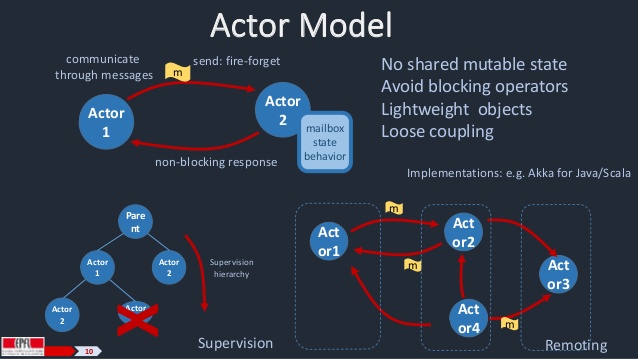 Actor Model
communicate
through messages
send: fire-forget
m
Actor
1
Actor
2
mailbox
state
behavior
non-blocking response
No shared mutable state
Avoid blocking operators
Lightweight objects
Loose coupling
Implementations: e.g. Akka for Java/Scala
Pare
nt
Actor
1
Actor
2
Actor
2
Actor
Supervision
hierarchy
Supervision
m
Act
or1
Act
or2
m
Act
or3
Act
or4
m
Remoting
EPFL
10